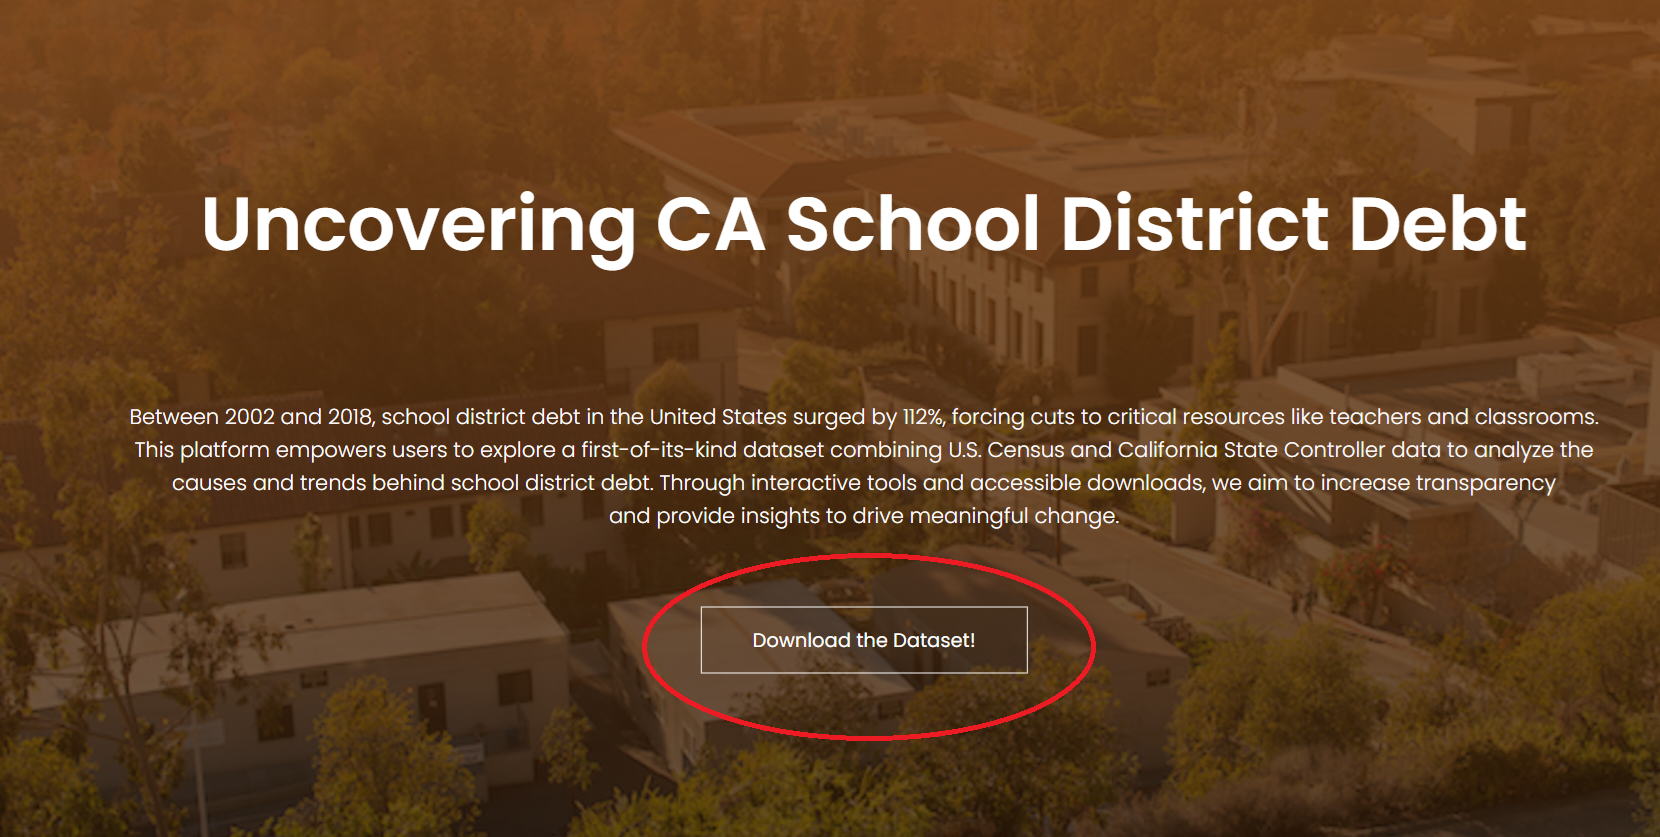 Uncovering CA School District Debt
Between 2002 and 2018, school district debt in the United States surged by 112%, forcing cuts to critical resources like teachers and classrooms.
This platform empowers users to explore a first-of-its-kind dataset combining U.S. Census and California State Controller data to analyze the
causes and trends behind school district debt. Through interactive tools and accessible downloads, we aim to increase transparency
and provide insights to drive meaningful change.
Download the Dataset!